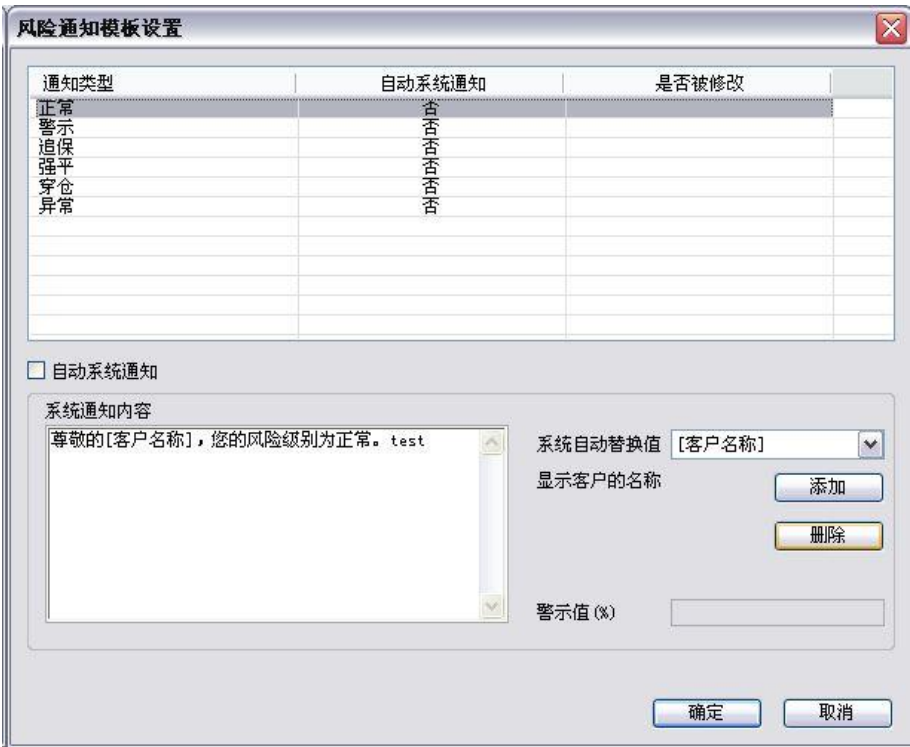 风险通知模板设置
通知类型 自动系统通知 是否被修改
正常 否
警示 否
追保 否
强平 否
穿仓 否
异常 否
自动系统通知
系统通知内容
尊敬的[客户名称],您的风险级别为正常。test
系统自动替换值 [客户名称]
显示客户的名称 添加
删除
警示值(%)
确定 取消